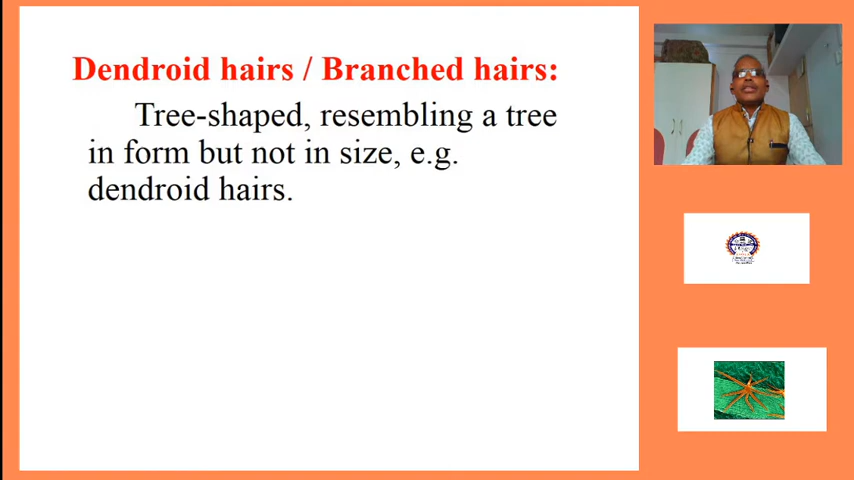 Dendroid hairs / Branched hairs:
Tree-shaped, resembling a tree
in form but not in size, e.g.
dendroid hairs.